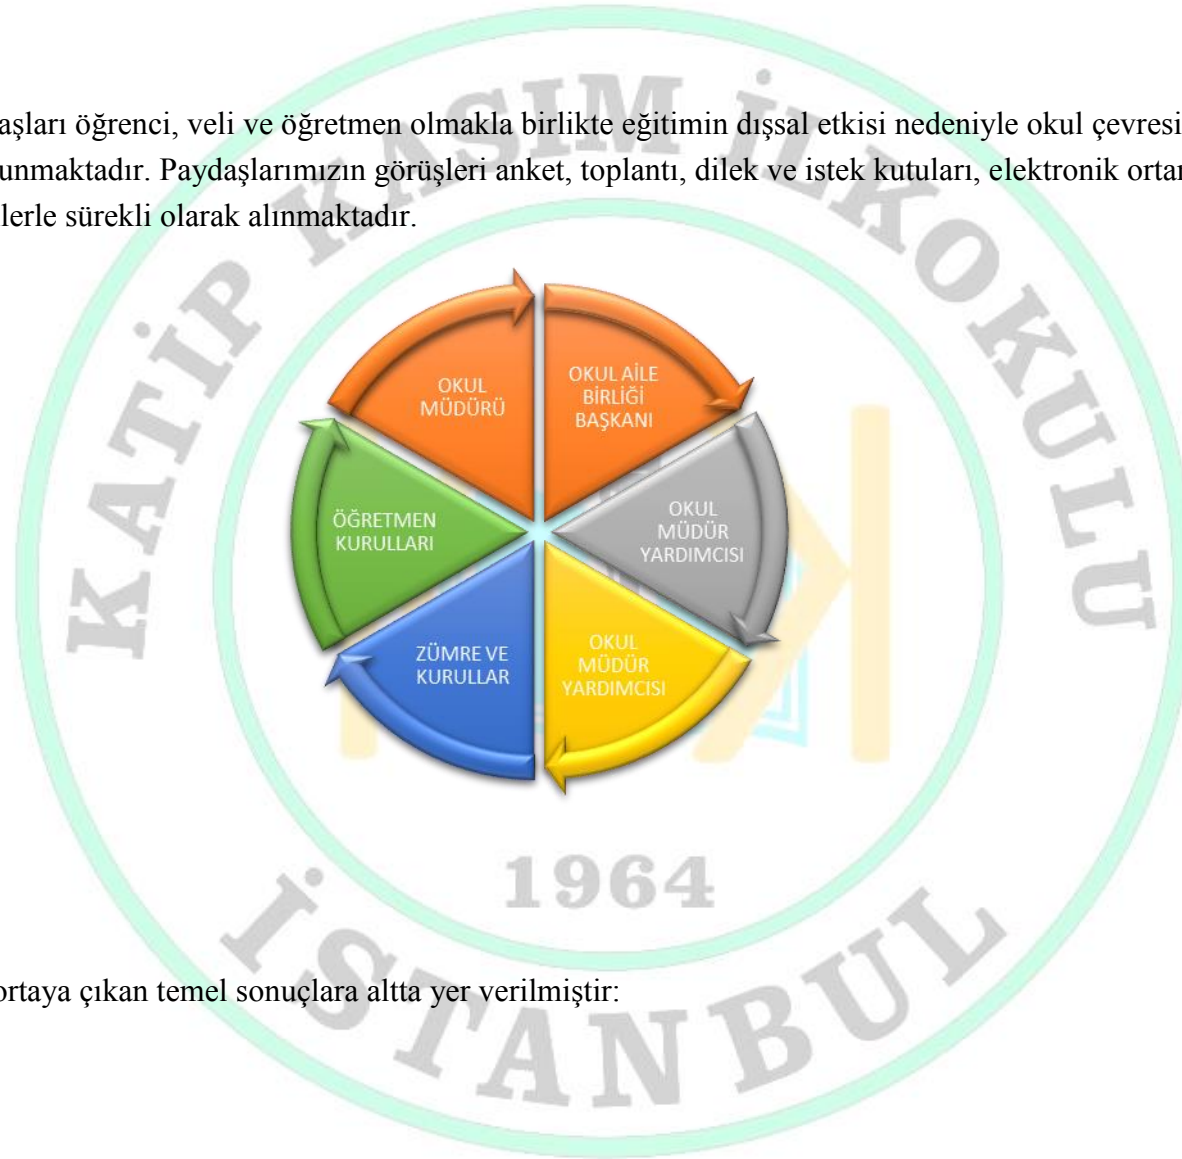 aşları öğrenci, veli ve öğretmen olmakla birlikte eğitimin dışsal etkisi nedeniyle okul çevresi
unmaktadır. Paydaşlarımızın görüşleri anket, toplantı, dilek ve istek kutuları, elektronik ortar
lerle sürekli olarak alınmaktadır.
KATİP KASIM İLKOKULU
OKUL
MÜDÜRÜ
OKUL AİLE
BİRLİĞİ
BAŞKANI
ÖĞRETMEN
KURULLARI
OKUL
MÜDÜR
YARDIMCISI
ZÜMRE VE
KURULLAR
OKUL
MÜDÜR
YARDIMCISI
1964
ortaya çıkan temel sonuçlara altta yer verilmiştir:
İSTANBUL